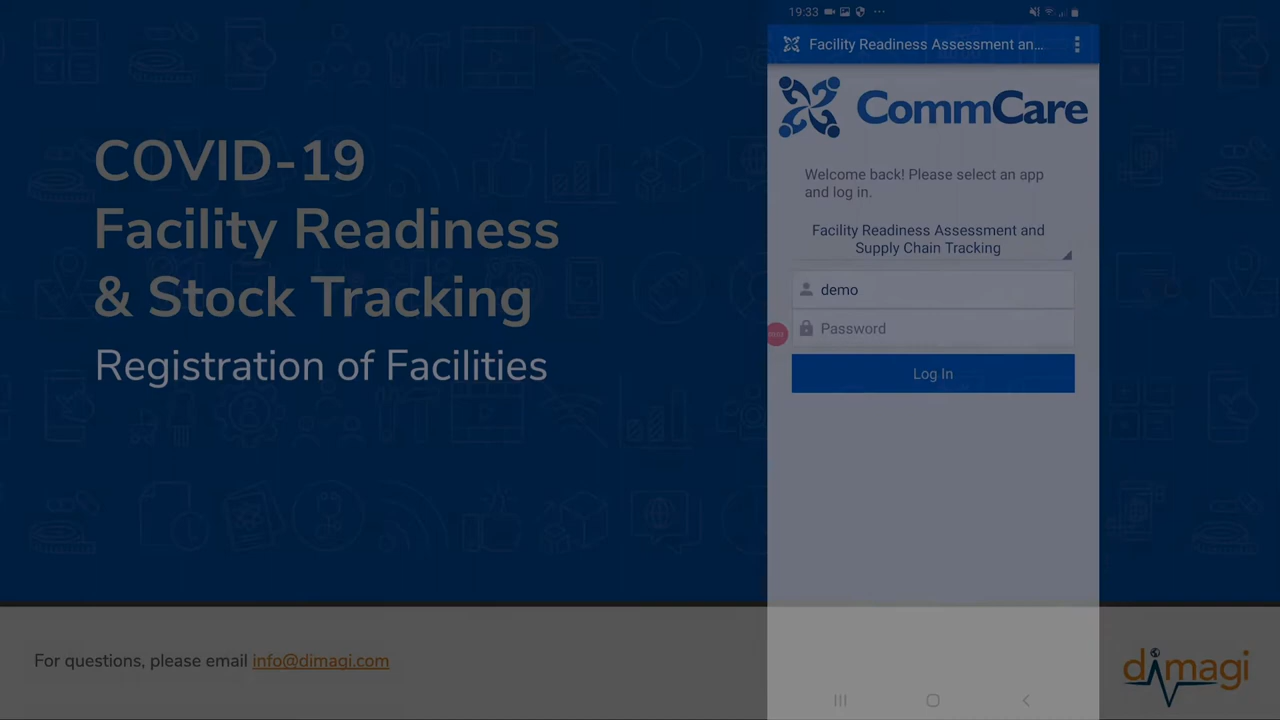 COVID-19
Facility Readiness
& Stock Tracking
Registration of Facilities
For questions, please email info@dimagi.com
19:33
Facility Readiness Assessment an...
CommCare
Welcome back! Please select an app
and log in.
Facility Readiness Assessment and
Supply Chain Tracking
demo
Password
Log In
dimagi